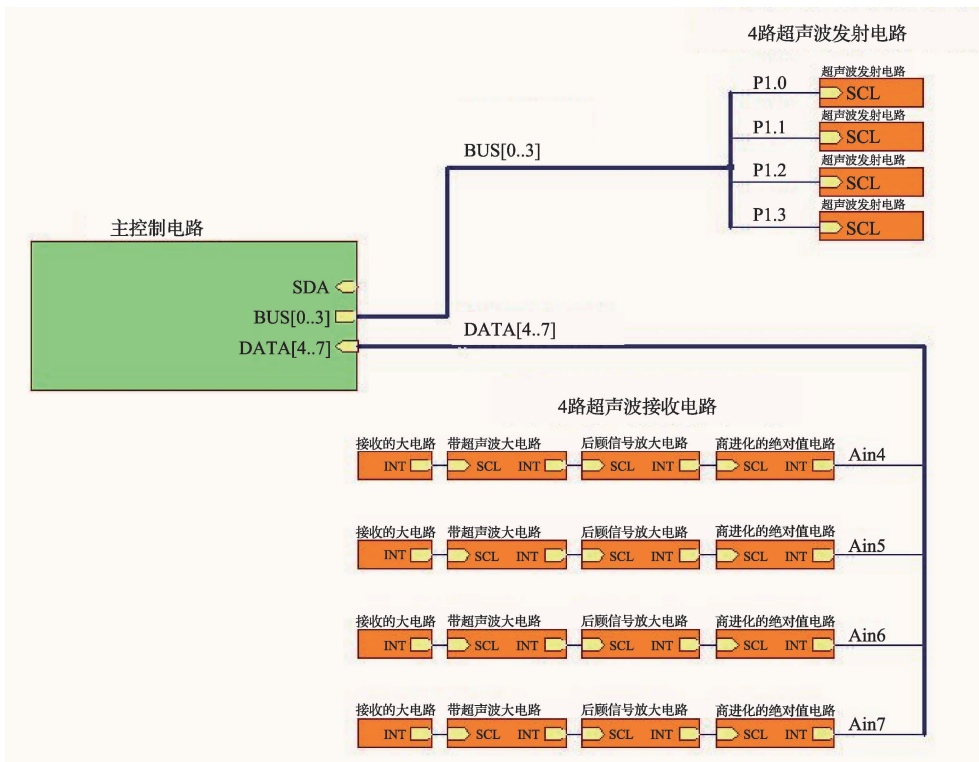 4路超声波发射电路
超声波发射电路
P1.0
SCL
超声波发射电路
P1.1
SCL
超声波发射电路
P1.2
SCL
超声波发射电路
P1.3
SCL
BUS[0..3]
主控制电路
SDA
BUS[0..3]
DATA[4..7]
DATA[4..7]
4路超声波接收电路
接收的大电路 带超声波大电路 后顾信号放大电路 商进化的绝对值电路
INT SCL INT SCL INT SCL INT Ain4
接收的大电路 带超声波大电路 后顾信号放大电路 商进化的绝对值电路
INT SCL INT SCL INT SCL INT Ain5
接收的大电路 带超声波大电路 后顾信号放大电路 商进化的绝对值电路
INT SCL INT SCL INT SCL INT Ain6
接收的大电路 带超声波大电路 后顾信号放大电路 商进化的绝对值电路
INT SCL INT SCL INT SCL INT Ain7